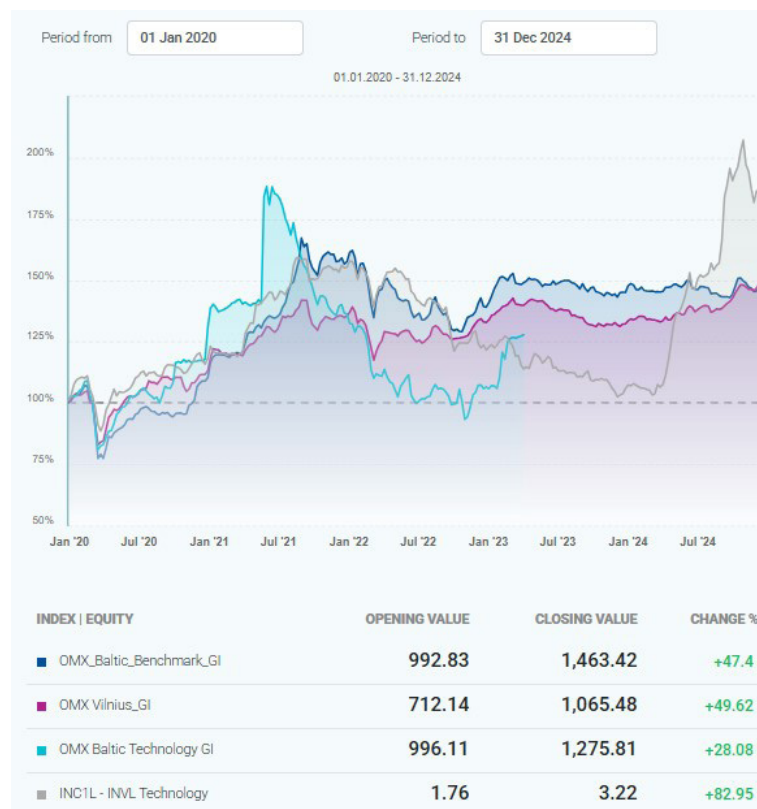 Period from 01 Jan 2020 Period to 31 Dec 2024
01.01.2020 - 31.12.2024
200%
175%
150%
125%
100%
75%
50%
Jan '20 Jul '20 Jan '21 Jul '21 Jan '22 Jul '22 Jan '23 Jul '23 Jan '24 Jul '24
INDEX | EQUITY OPENING VALUE CLOSING VALUE CHANGE %
OMX_Baltic_Benchmark_GI 992.83 1,463.42 +47.4
OMX Vilnius_GI 712.14 1,065.48 +49.62
OMX Baltic Technology GI 996.11 1,275.81 +28.08
INC1L - INVL Technology 1.76 3.22 +82.95